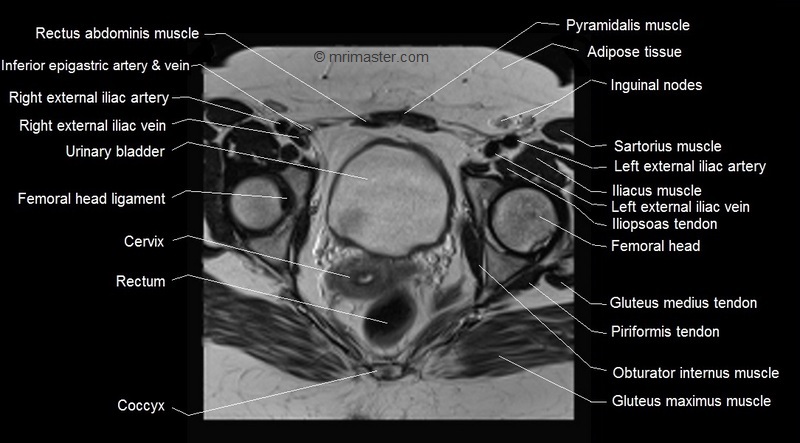 © mrimaster.com
Rectus abdominis muscle
Inferior epigastric artery & vein
Right external iliac artery
Right external iliac vein
Urinary bladder
Femoral head ligament
Cervix
Rectum
Coccyx
Pyramidalis muscle
Adipose tissue
Inguinal nodes
Sartorius muscle
Left external iliac artery
Iliacus muscle
Left external iliac vein
Iliopsoas tendon
Femoral head
Gluteus medius tendon
Piriformis tendon
Obturator internus muscle
Gluteus maximus muscle